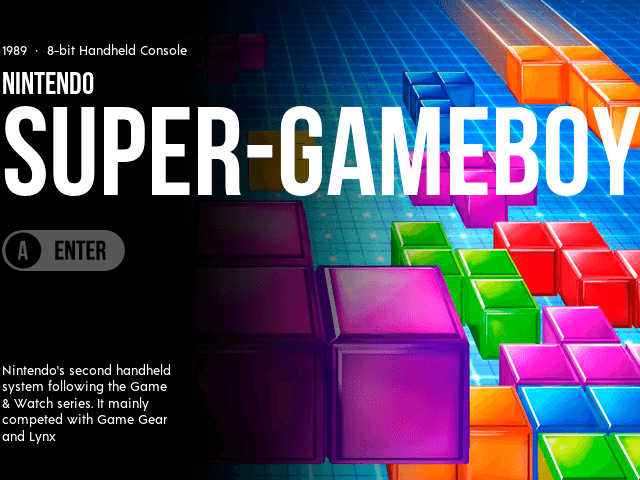 1989 · 8-bit Handheld Console
NINTENDO
SUPER-GAMEBOY
A ENTER
Nintendo's second handheld
system following the Game
& Watch series. It mainly
competed with Game Gear
and Lynx